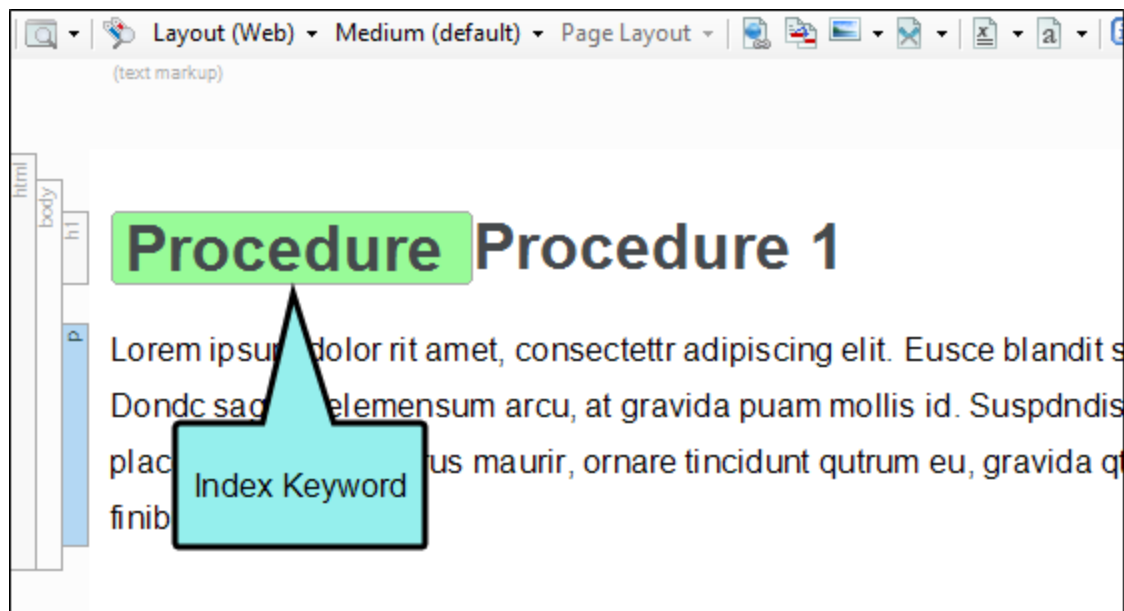 Layout (Web) Medium (default) Page Layout
(text markup)
html
body
h1
Procedure Procedure 1
p
Lorem ipsum dolor rit amet, consectettr adipiscing elit. Eusce blandit s
Dondc sag elemensum arcu, at gravida puam mollis id. Suspdndis
plac rus maurir, ornare tincidunt qutrum eu, gravida qt
finib
Index Keyword